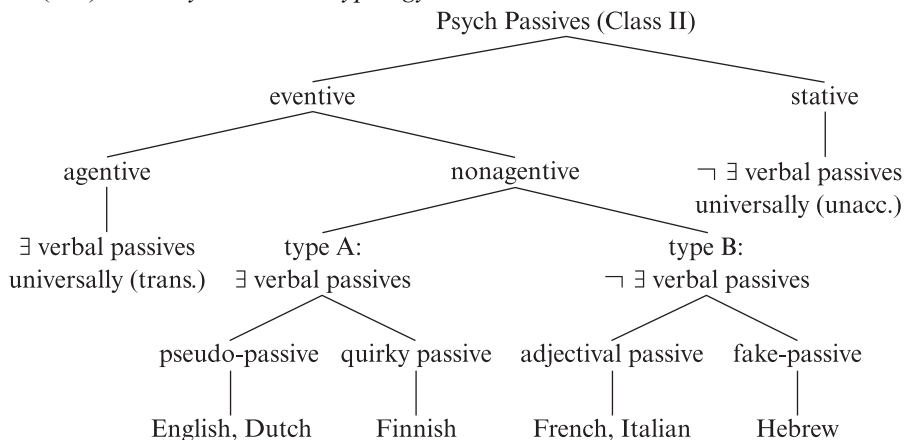 Psych Passives (Class II)
eventive stative
agentive nonagentive ¬ ∃ verbal passives
universally (unacc.)
∃ verbal passives type A: type B:
universally (trans.) ∃ verbal passives ¬ ∃ verbal passives
pseudo-passive quirky passive adjectival passive fake-passive
English, Dutch Finnish French, Italian Hebrew